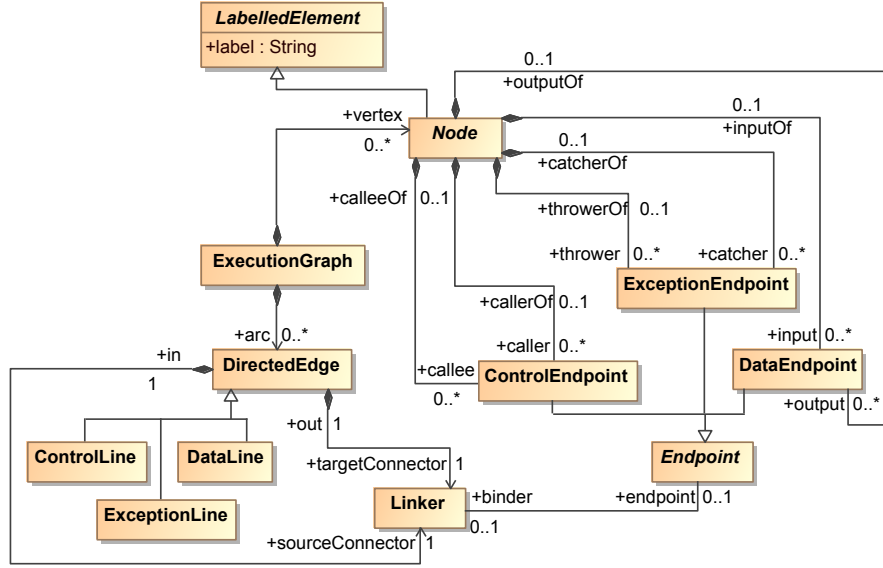 LabelledElement
+label : String
0..1
+outputOf
+vertex
0..*
Node
0..1
+inputOf
0..1
+catcherOf
+calleeOf
0..1
+throwerOf
0..1
ExecutionGraph
+thrower
0..*
+catcher
0..*
ExceptionEndpoint
+callerOf
0..1
+arc
0..*
+in
1
DirectedEdge
+caller
0..*
+input
0..*
+callee
0..*
ControlEndpoint
DataEndpoint
+output
0..*
+out
1
ControlLine
DataLine
+targetConnector
1
Endpoint
ExceptionLine
Linker
+binder
0..1
+endpoint
0..1
+sourceConnector
1